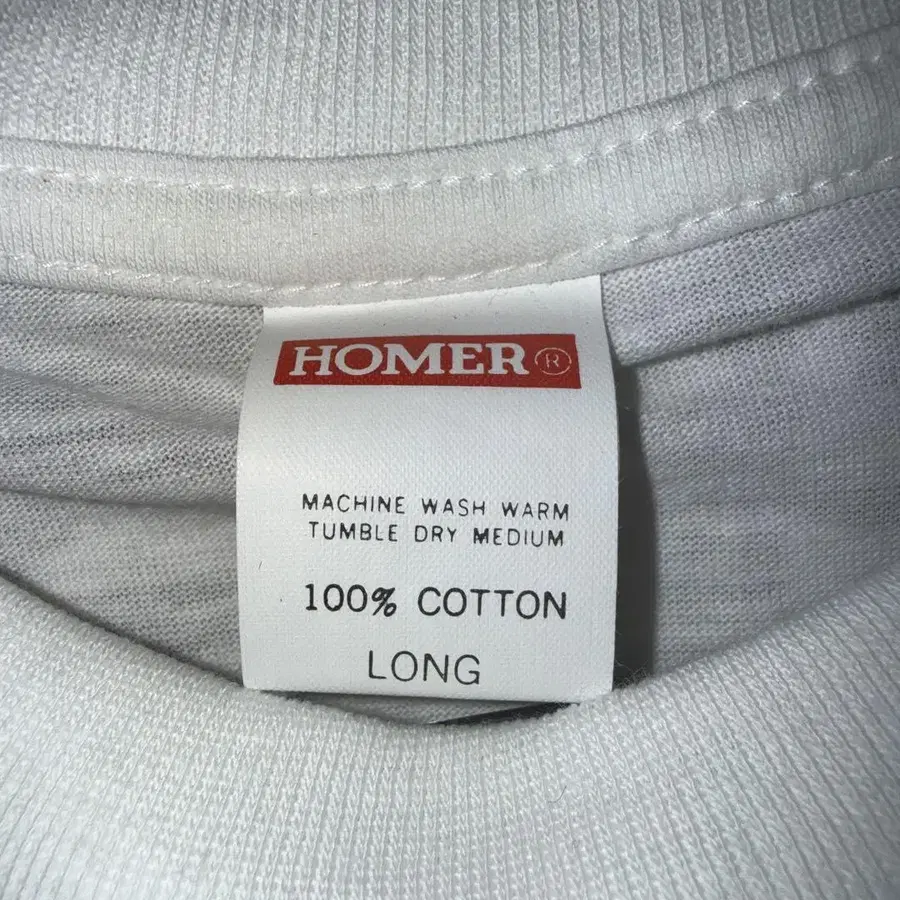 HOMER®
MACHINE WASH WARM
TUMBLE DRY MEDIUM
100% COTTON
LONG